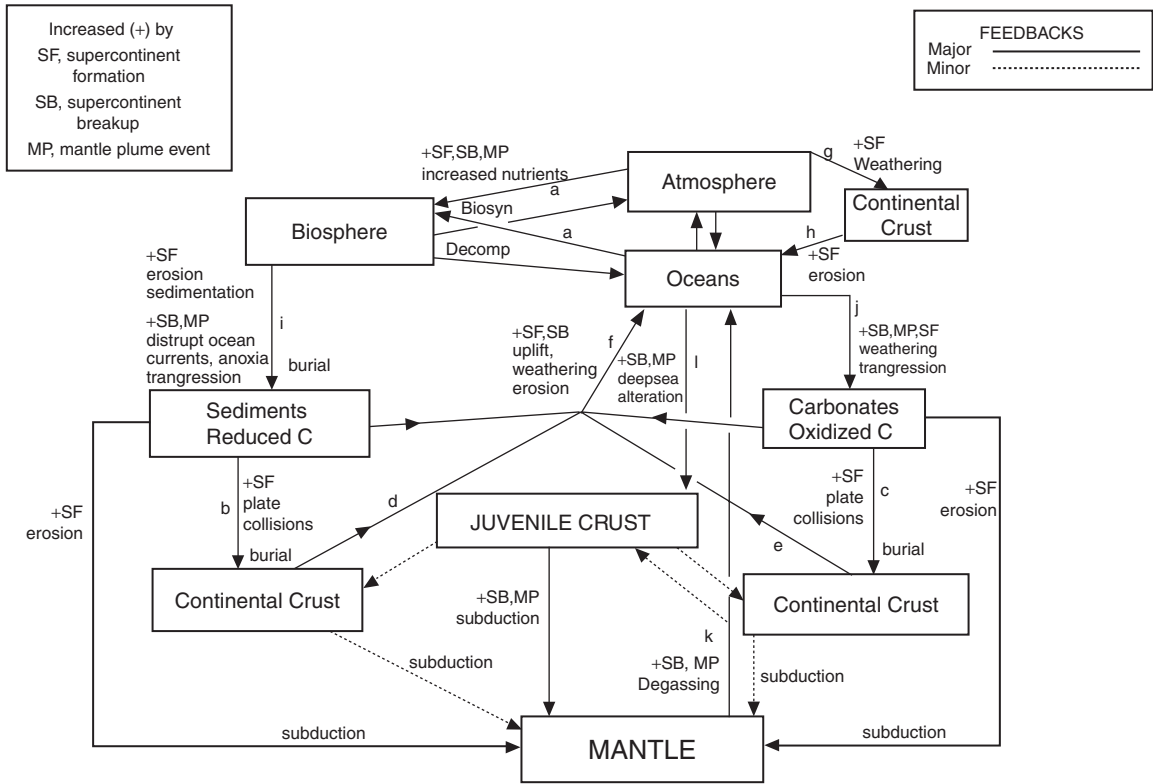 Increased (+) by
SF, supercontinent
formation
SB, supercontinent
breakup
MP, mantle plume event
FEEDBACKS
Major
Minor
+SF,SB,MP
increased nutrients
a
Atmosphere
g
+SF
Weathering
Continental
Crust
Biosphere
Biosyn
a
Decomp
h
+SF
erosion
Oceans
+SF
erosion
sedimentation
+SB,MP
distrupt ocean
currents, anoxia
trangression
i
burial
+SF,SB
uplift,
weathering
erosion
f
+SB,MP
deepsea
alteration
l
j
+SB,MP,SF
weathering
trangression
Sediments
Reduced C
Carbonates
Oxidized C
+SF
erosion
b
+SF
plate
collisions
burial
d
JUVENILE CRUST
e
+SF
plate
collisions
c
burial
+SF
erosion
Continental Crust
Continental Crust
+SB,MP
subduction
subduction
k
+SB, MP
Degassing
subduction
subduction
MANTLE
subduction